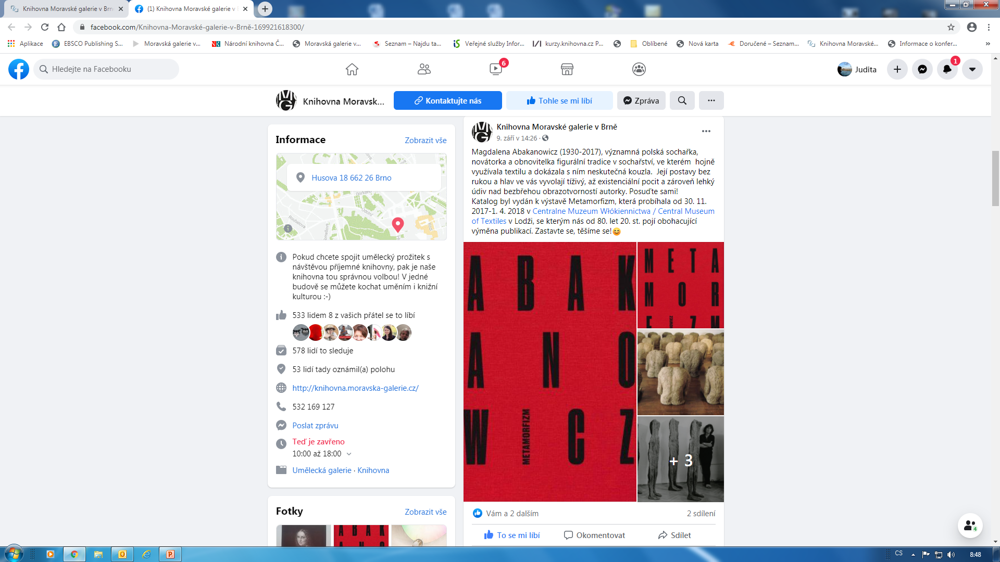 Knihovna Moravské galerie v Brn
(1) Knihovna Moravské galerie v
facebook.com/Knihovna-Moravské-galerie-v-Brně-169921618300/
Aplikace
EBSCO Publishing S...
Moravská galerie v...
Národní knihovna Č...
Moravská galerie v...
Seznam – Najdu ta...
Veřejné služby Infor...
kurzy.knihovna.cz P...
Oblíbené
Nová karta
Doručené – Seznam...
Knihovna Moravské...
Informace o konfer...
»
Hledejte na Facebooku
6
Judita
1
MG
Knihovna Moravsk...
Kontaktujte nás
Tohle se mi líbí
Zpráva
Informace
Zobrazit vše
Husova 18 662 26 Brno
Údolní
Pokud chcete spojit umělecký prožitek s
návštěvou příjemné knihovny, pak je naše
knihovna tou správnou volbou! V jedné
budově se můžete kochat uměním i knižní
kulturou :-)
533 lidem 8 z vašich přátel se to líbí
578 lidí to sleduje
53 lidí tady oznámil(a) polohu
http://knihovna.moravska-galerie.cz/
532 169 127
Poslat zprávu
Teď je zavřeno
10:00 až 18:00
Umělecká galerie · Knihovna
Fotky
Zobrazit vše
ABAK
MG
Knihovna Moravské galerie v Brně
9. září v 14:26 ·
Magdalena Abakanowicz (1930-2017), významná polská sochařka,
novátorka a obnovitelka figurální tradice v sochařství, ve kterém hojně
využívala textilu a dokázala s ním neskutečná kouzla. Její postavy bez
rukou a hlav ve vás vyvolají tíživý, až existenciální pocit a zároveň lehký
údiv nad bezbřehou obrazotvorností autorky. Posuďte sami!
Katalog byl vydán k výstavě Metamorfizm, která probíhala od 30. 11.
2017-1. 4. 2018 v Centralne Muzeum Włókiennictwa / Central Museum
of Textiles v Lodži, se kterým nás od 80. let 20. st. pojí obohacující
výměna publikací. Zastavte se, těšíme se!😊
ABAK
ANO
WICZ
METAMORFIZM
META
MOR
+ 3
Vám a 2 dalším
2 sdílení
To se mi líbí
Okomentovat
Sdílet
4
CS
8:48